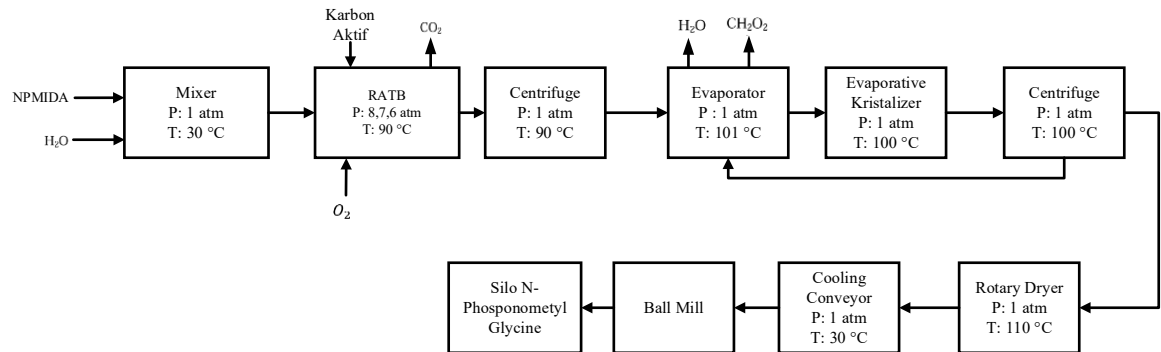 Karbon
Aktif
CO₂
H₂O
CH₂O₂
NPMIDA
H₂O
Mixer
P: 1 atm
T: 30 °C
RATB
P: 8,7,6 atm
T: 90 °C
Centrifuge
P: 1 atm
T: 90 °C
Evaporator
P : 1 atm
T: 101 °C
Evaporative
Kristalizer
P: 1 atm
T: 100 °C
Centrifuge
P: 1 atm
T: 100 °C
O₂
Silo N-
Phosponometyl
Glycine
Ball Mill
Cooling
Conveyor
P: 1 atm
T: 30 °C
Rotary Dryer
P: 1 atm
T: 110 °C